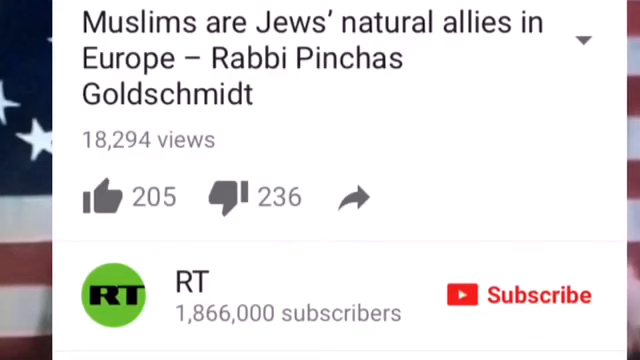 Muslims are Jews’ natural allies in
Europe – Rabbi Pinchas
Goldschmidt
18,294 views
205 236
RT RT
1,866,000 subscribers
Subscribe